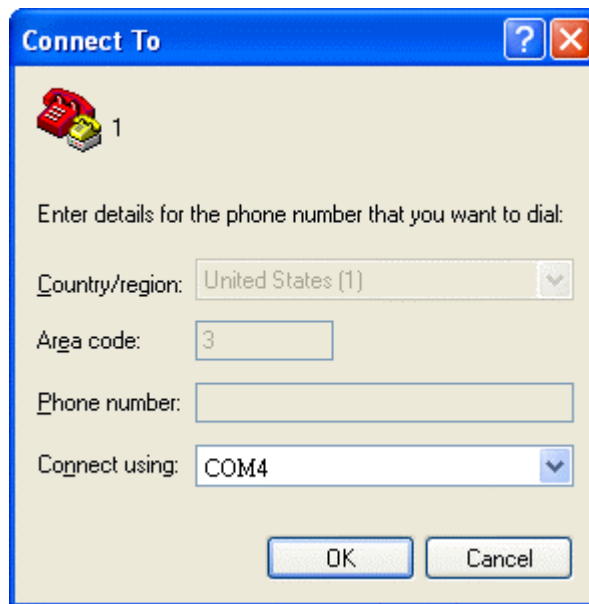 Connect To
1
Enter details for the phone number that you want to dial:
Country/region: United States (1)
Area code: 3
Phone number:
Connect using: COM4
OK Cancel